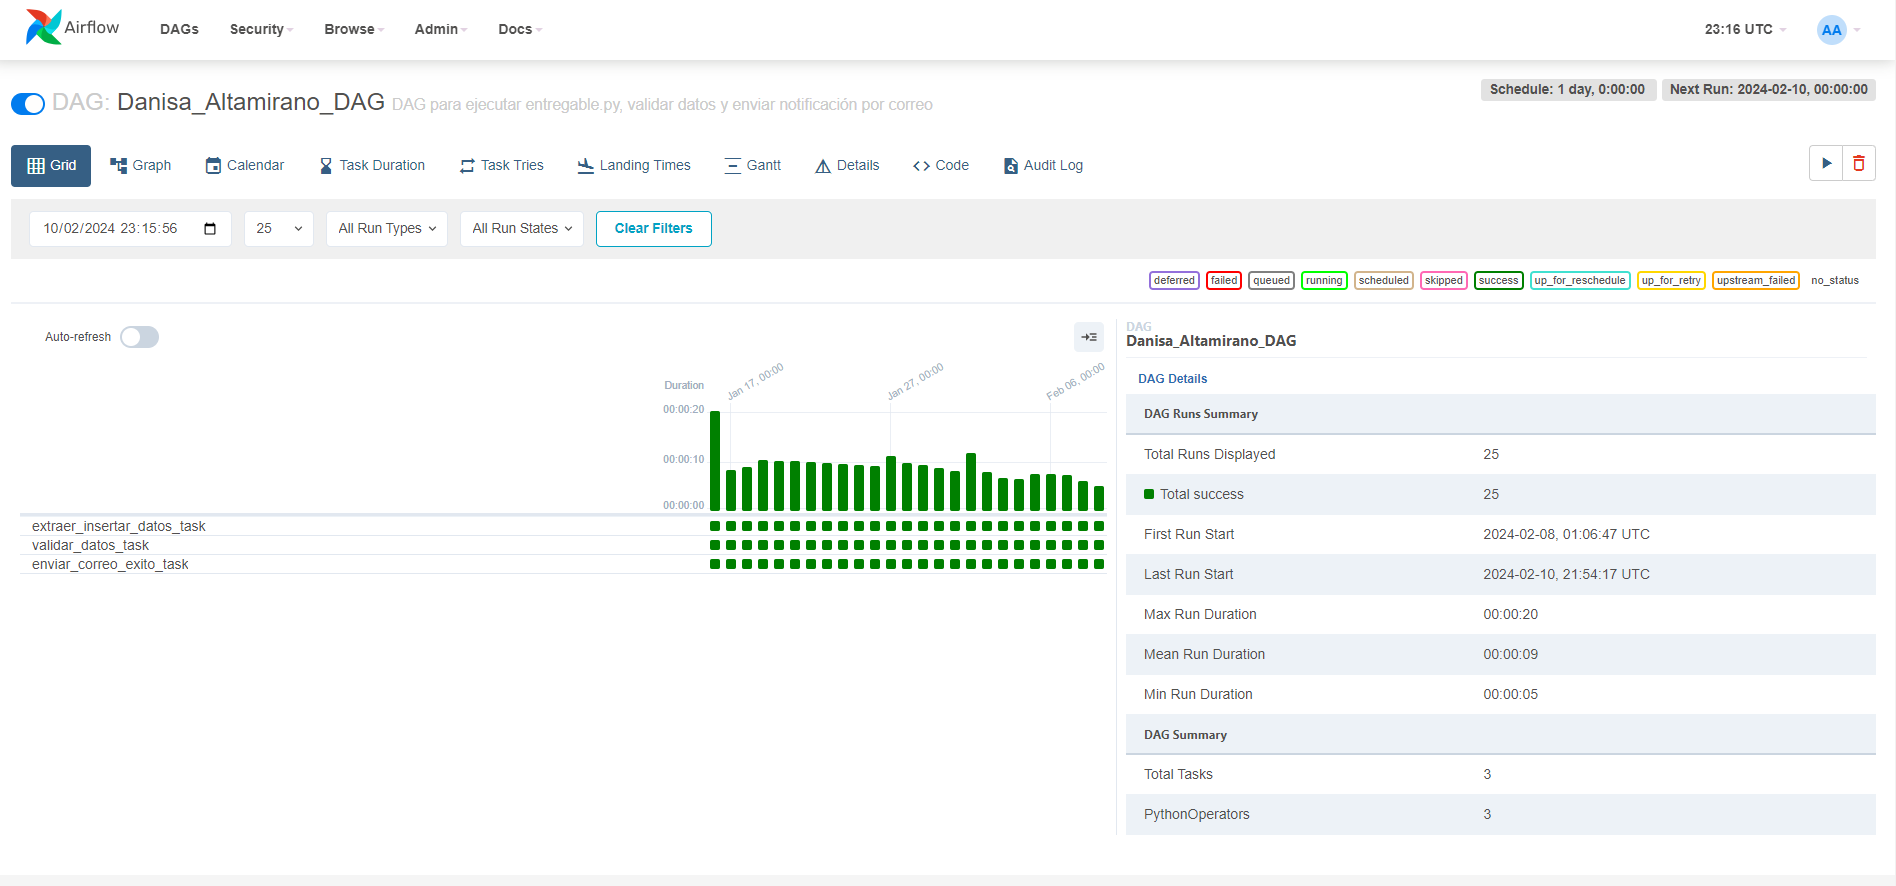 Airflow DAGs Security Browse Admin Docs 23:16 UTC AA
Schedule: 1 day, 0:00:00 Next Run: 2024-02-10, 00:00:00
DAG: Danisa_Altamirano_DAG DAG para ejecutar entregable.py, validar datos y enviar notificación por correo
Grid Graph Calendar Task Duration Task Tries Landing Times Gantt Details Code Audit Log
10/02/2024 23:15:56 25 All Run Types All Run States Clear Filters
deferred failed queued running scheduled skipped success up_for_reschedule up_for_retry upstream_failed no_status
Auto-refresh
Duration
Jan 17, 00:00
Jan 27, 00:00
Feb 06, 00:00
00:00:20
00:00:10
00:00:00
extraer_insertar_datos_task
validar_datos_task
enviar_correo_exito_task
DAG
Danisa_Altamirano_DAG
DAG Details
DAG Runs Summary
Total Runs Displayed 25
Total success 25
First Run Start 2024-02-08, 01:06:47 UTC
Last Run Start 2024-02-10, 21:54:17 UTC
Max Run Duration 00:00:20
Mean Run Duration 00:00:09
Min Run Duration 00:00:05
DAG Summary
Total Tasks 3
PythonOperators 3